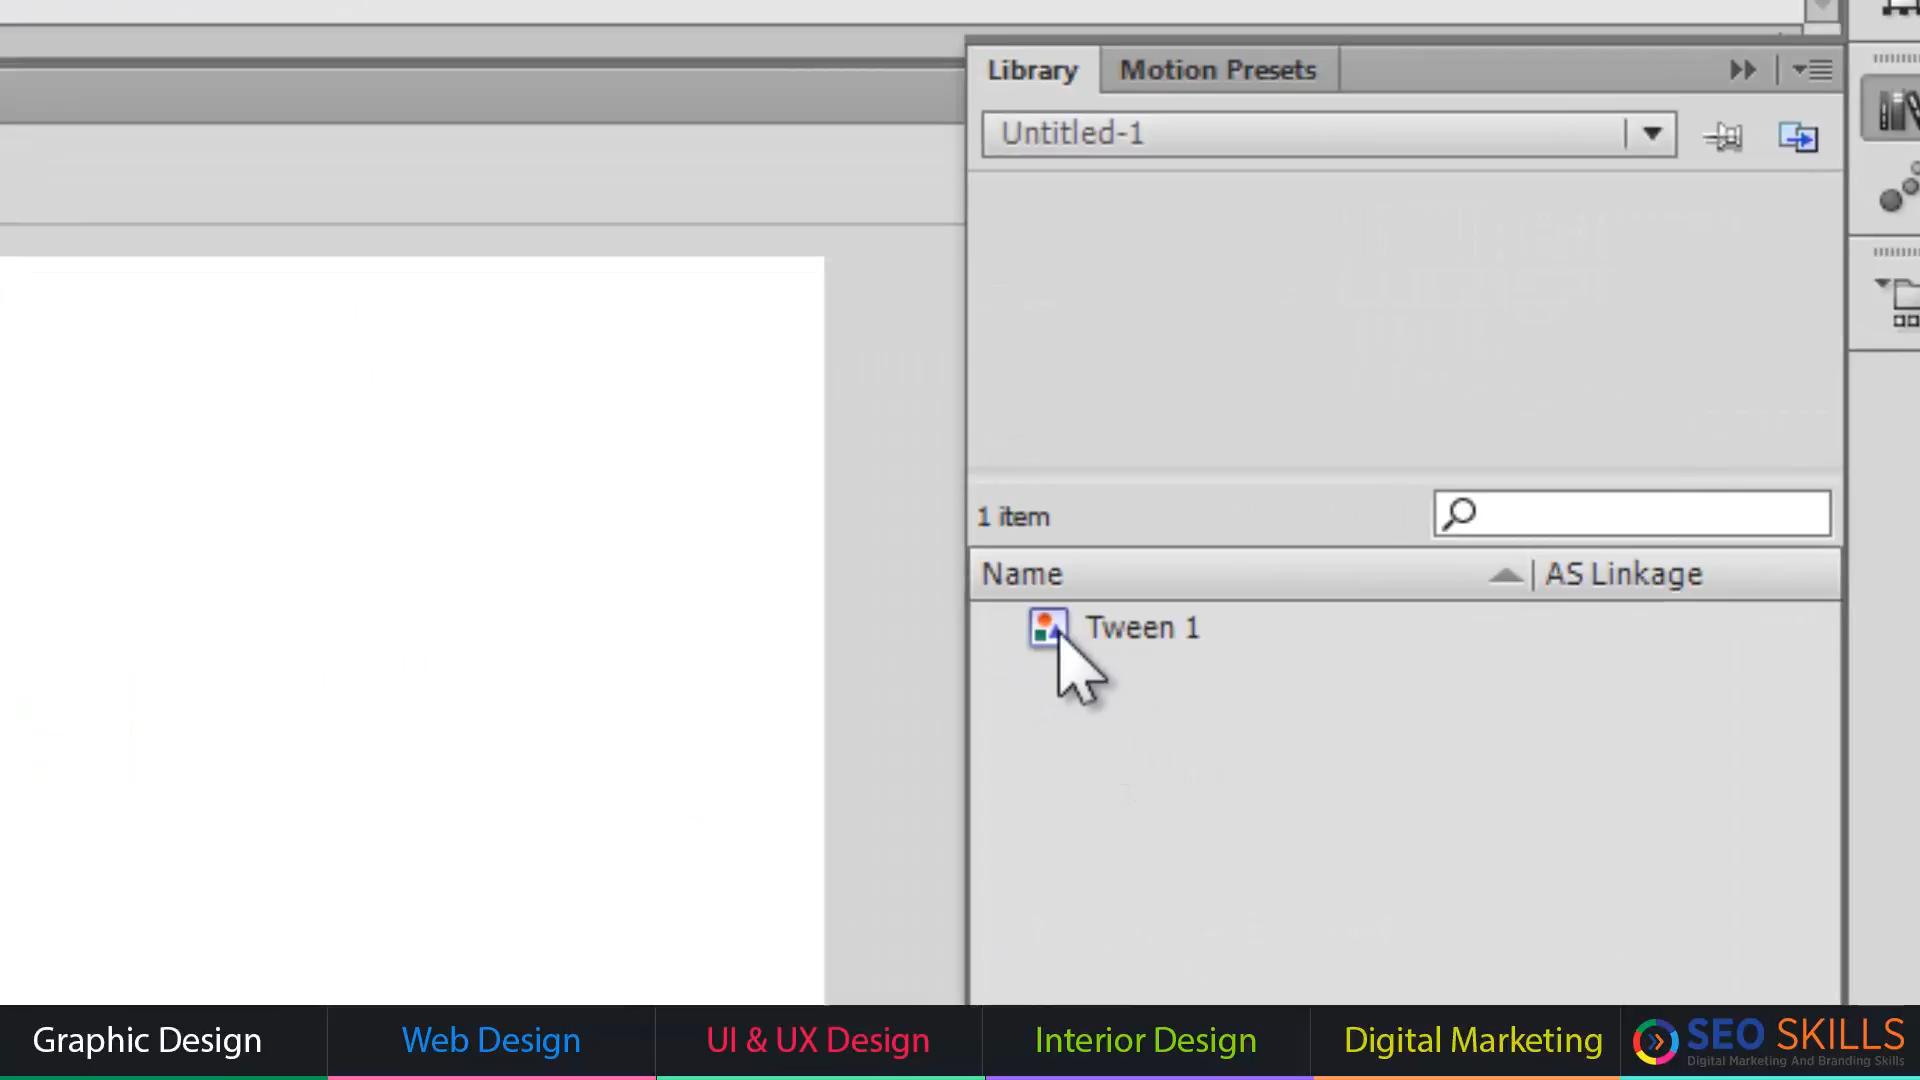 Library
Motion Presets
Untitled-1
1 item
Name
AS Linkage
Tween 1
Graphic Design
Web Design
UI & UX Design
Interior Design
Digital Marketing
SEO SKILLS
Digital Marketing And Branding Skills